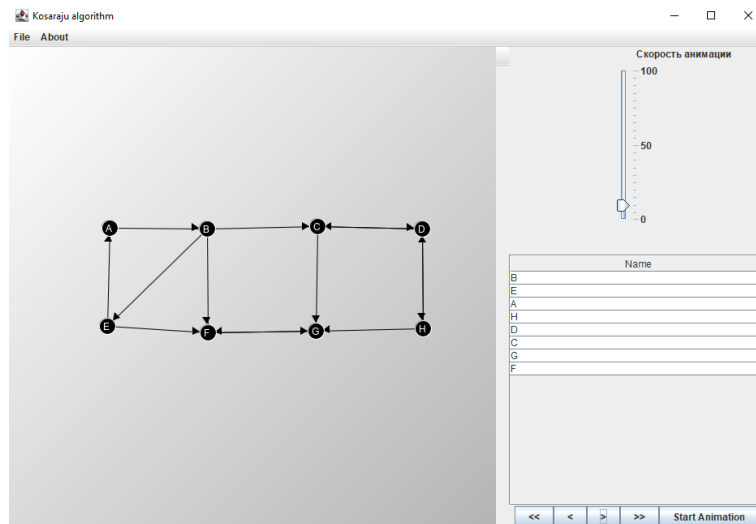 Kosaraju algorithm
File About
Скорость анимации
100
50
0
A
B
C
D
E
F
G
H
Name
B
E
A
H
D
C
G
F
<< < > >> Start Animation